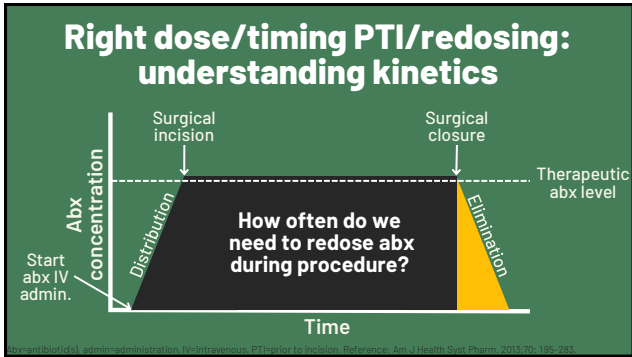 Right dose/timing PTI/redosing:
understanding kinetics
Surgical
incision
Surgical
closure
Therapeutic
abx level
Abx
concentration
Distribution
How often do we
need to redose abx
during procedure?
Elimination
Start
abx IV
admin.
Time
Abx=antibiotic(s), admin=administration, IV=intravenous, PTI=prior to incision. Reference: Am J Health Syst Pharm. 2013;70: 195-283.